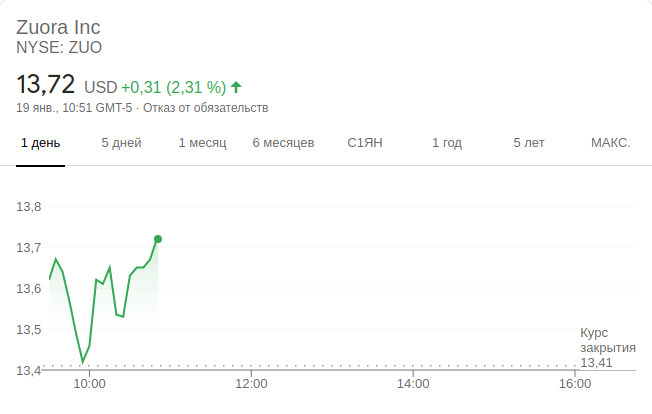 Zuora Inc
NYSE: ZUO
13,72 USD +0,31 (2,31 %)
19 янв., 10:51 GMT-5 · Отказ от обязательств
1 день 5 дней 1 месяц 6 месяцев С1ЯН 1 год 5 лет МАКС.
13,8
13,7
13,6
13,5
13,4
Курс
закрытия
13,41
10:00 12:00 14:00 16:00